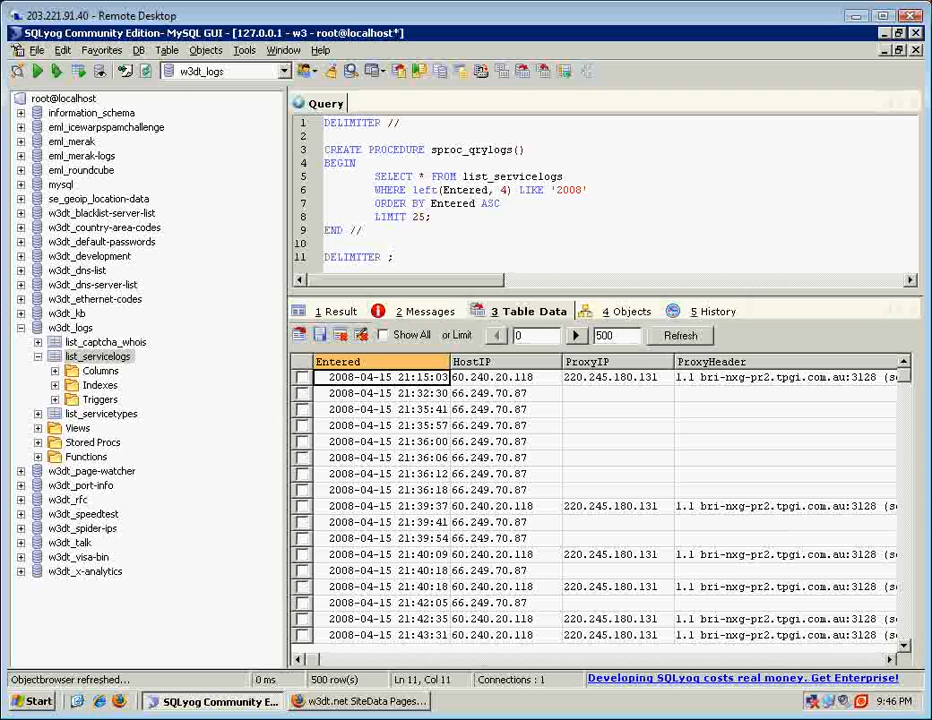 203.221.91.40 - Remote Desktop
SQLyog Community Edition- MySQL GUI - [127.0.0.1 - w3 - root@localhost*]
File Edit Favorites DB Table Objects Tools Window Help
w3dt_logs
root@localhost
information_schema
eml_icewarpspamchallenge
eml_merak
eml_merak-logs
eml_roundcube
mysql
se_geoip_location-data
w3dt_blacklist-server-list
w3dt_country-area-codes
w3dt_default-passwords
w3dt_development
w3dt_dns-list
w3dt_dns-server-list
w3dt_ethernet-codes
w3dt_kb
w3dt_logs
list_captcha_whois
list_servicelogs
Columns
Indexes
Triggers
list_servicetypes
Views
Stored Procs
Functions
w3dt_page-watcher
w3dt_port-info
w3dt_rfc
w3dt_speedtest
w3dt_spider-ips
w3dt_talk
w3dt_visa-bin
w3dt_x-analytics
Query
1 DELIMITER //
2
3 CREATE PROCEDURE sproc_qrylogs()
4 BEGIN
5 SELECT * FROM list_servicelogs
6 WHERE left(Entered, 4) LIKE '2008'
7 ORDER BY Entered ASC
8 LIMIT 25;
9 END //
10
11 DELIMITER ;
1 Result 2 Messages 3 Table Data 4 Objects 5 History
Show All or Limit 0 500 Refresh
Entered HostIP ProxyIP ProxyHeader
2008-04-15 21:15:03 60.240.20.118 220.245.180.131 1.1 bri-nxg-pr2.tpgi.com.au:3128 (s
2008-04-15 21:32:30 66.249.70.87
2008-04-15 21:35:41 66.249.70.87
2008-04-15 21:35:57 66.249.70.87
2008-04-15 21:36:00 66.249.70.87
2008-04-15 21:36:06 66.249.70.87
2008-04-15 21:36:12 66.249.70.87
2008-04-15 21:36:18 66.249.70.87
2008-04-15 21:39:37 60.240.20.118 220.245.180.131 1.1 bri-nxg-pr2.tpgi.com.au:3128 (s
2008-04-15 21:39:41 66.249.70.87
2008-04-15 21:39:54 66.249.70.87
2008-04-15 21:40:09 60.240.20.118 220.245.180.131 1.1 bri-nxg-pr2.tpgi.com.au:3128 (s
2008-04-15 21:40:18 66.249.70.87
2008-04-15 21:40:18 60.240.20.118 220.245.180.131 1.1 bri-nxg-pr2.tpgi.com.au:3128 (s
2008-04-15 21:42:05 66.249.70.87
2008-04-15 21:42:35 60.240.20.118 220.245.180.131 1.1 bri-nxg-pr2.tpgi.com.au:3128 (s
2008-04-15 21:43:31 60.240.20.118 220.245.180.131 1.1 bri-nxg-pr2.tpgi.com.au:3128 (s
Objectbrowser refreshed... 0 ms 500 row(s) Ln 11, Col 11 Connections : 1 Developing SQLyog costs real money. Get Enterprise!
Start SQLyog Community E... w3dt.net SiteData Pages... 9:46 PM